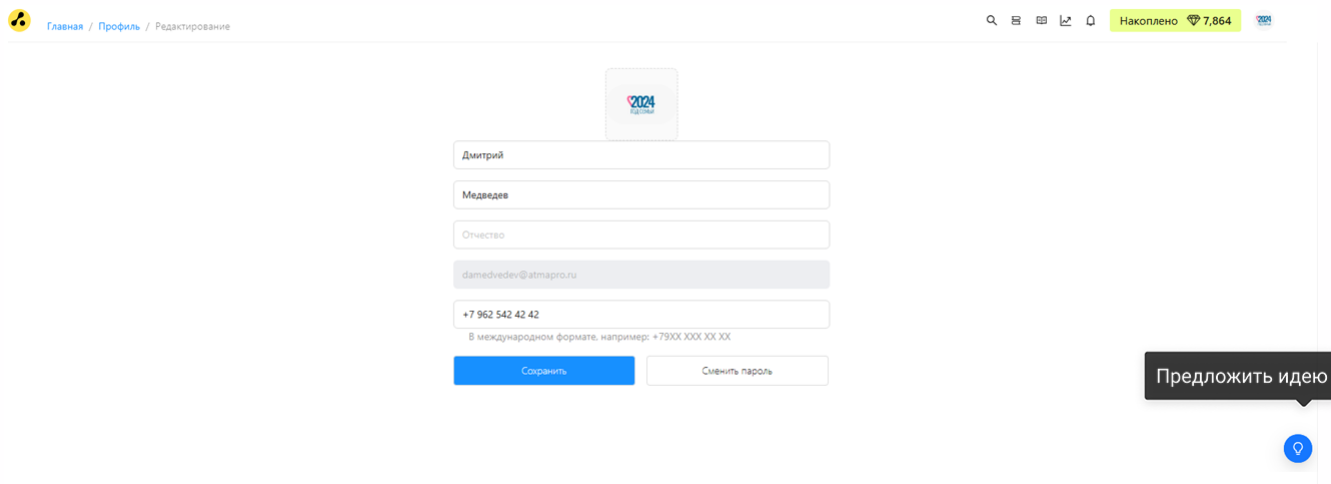 Главная / Профиль / Редактирование
Накоплено 7,864
2024
2024
Дмитрий
Медведев
Отчество
damedvedev@atmapro.ru
+7 962 542 42 42
В международном формате, например: +79XX XXX XX XX
Сохранить Сменить пароль
Предложить идею